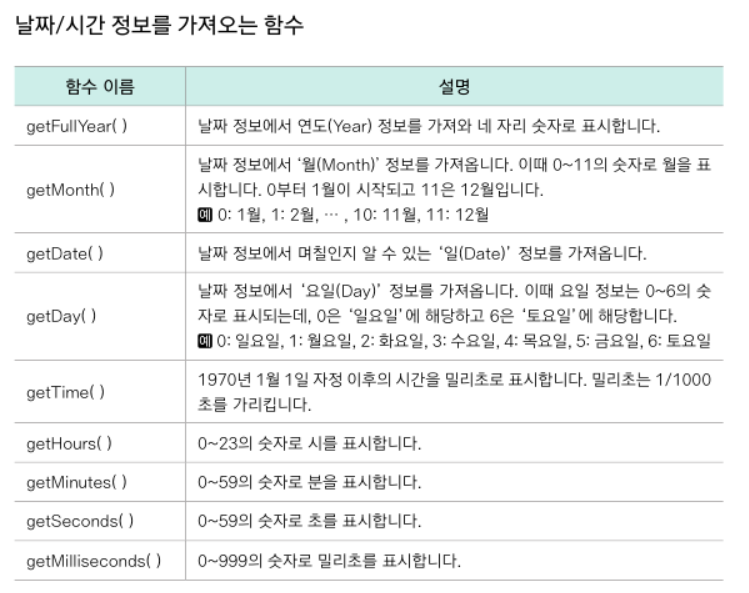 날짜/시간 정보를 가져오는 함수
함수 이름 설명
getFullYear( ) 날짜 정보에서 연도(Year) 정보를 가져와 네 자리 숫자로 표시합니다.
getMonth( ) 날짜 정보에서 ‘월(Month)’ 정보를 가져옵니다. 이때 0~11의 숫자로 월을 표
시합니다. 0부터 1월이 시작되고 11은 12월입니다.
예 0: 1월, 1: 2월, … , 10: 11월, 11: 12월
getDate( ) 날짜 정보에서 며칠인지 알 수 있는 ‘일(Date)’ 정보를 가져옵니다.
getDay( ) 날짜 정보에서 ‘요일(Day)’ 정보를 가져옵니다. 이때 요일 정보는 0~6의 숫
자로 표시되는데, 0은 ‘일요일’에 해당하고 6은 ‘토요일’에 해당합니다.
예 0: 일요일, 1: 월요일, 2: 화요일, 3: 수요일, 4: 목요일, 5: 금요일, 6: 토요일
getTime( ) 1970년 1월 1일 자정 이후의 시간을 밀리초로 표시합니다. 밀리초는 1/1000
초를 가리킵니다.
getHours( ) 0~23의 숫자로 시를 표시합니다.
getMinutes( ) 0~59의 숫자로 분을 표시합니다.
getSeconds( ) 0~59의 숫자로 초를 표시합니다.
getMilliseconds( ) 0~999의 숫자로 밀리초를 표시합니다.